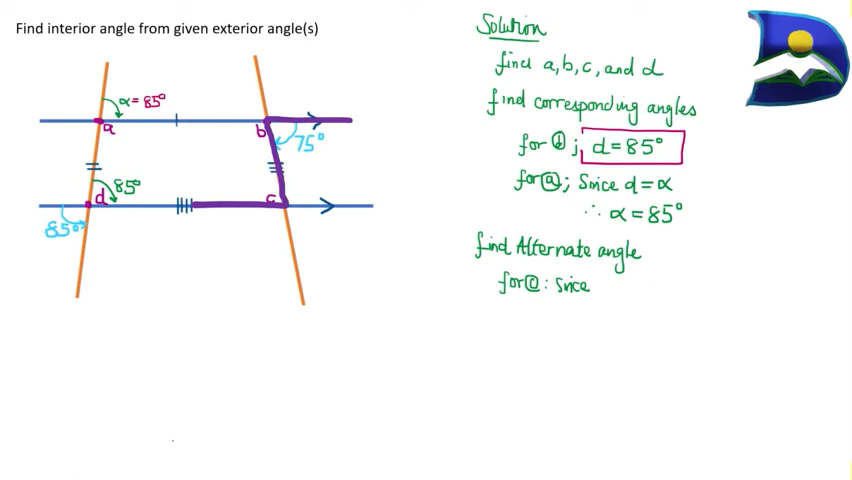 Find interior angle from given exterior angle(s)
Solution
find a, b, c, and d
find corresponding angles
for ⓓ ; d = 85°
for ⓐ ; Since d = α
∴ α = 85°
find Alternate angle
for ⓒ : Since
α = 85°
a
b
75°
85°
d
c
85°